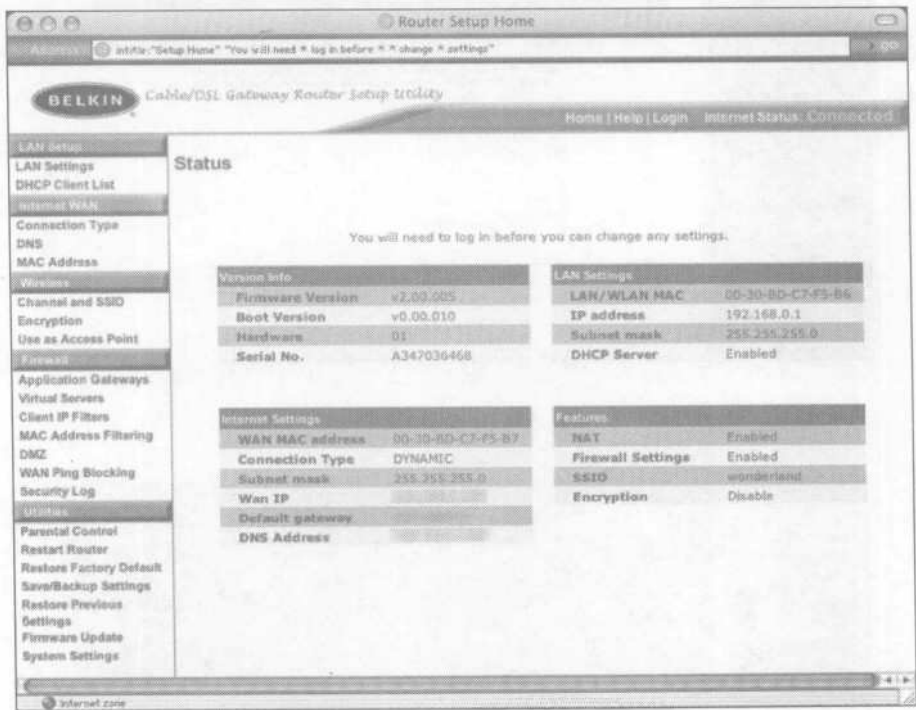 Router Setup Home
Address: intitle:"Setup Home" "You will need * log in before * * change * settings" GO
BELKIN Cable/DSL Gateway Router Setup Utility
Home | Help | Login Internet Status: Connected
LAN Setup
LAN Settings
DHCP Client List
Internet WAN
Connection Type
DNS
MAC Address
Wireless
Channel and SSID
Encryption
Use as Access Point
Firewall
Application Gateways
Virtual Servers
Client IP Filters
MAC Address Filtering
DMZ
WAN Ping Blocking
Security Log
Utilities
Parental Control
Restart Router
Restore Factory Default
Save/Backup Settings
Restore Previous
Settings
Firmware Update
System Settings
Status
You will need to log in before you can change any settings.
Version Info
Firmware Version v2.00.005
Boot Version v0.00.010
Hardware 01
Serial No. A347036468
LAN Settings
LAN/WLAN MAC 00-30-BD-C7-F5-B6
IP address 192.168.0.1
Subnet mask 255.255.255.0
DHCP Server Enabled
Internet Settings
WAN MAC address 00-30-BD-C7-F5-B7
Connection Type DYNAMIC
Subnet mask 255.255.255.0
Wan IP
Default gateway
DNS Address
Features
NAT Enabled
Firewall Settings Enabled
SSID wonderland
Encryption Disable
Internet zone